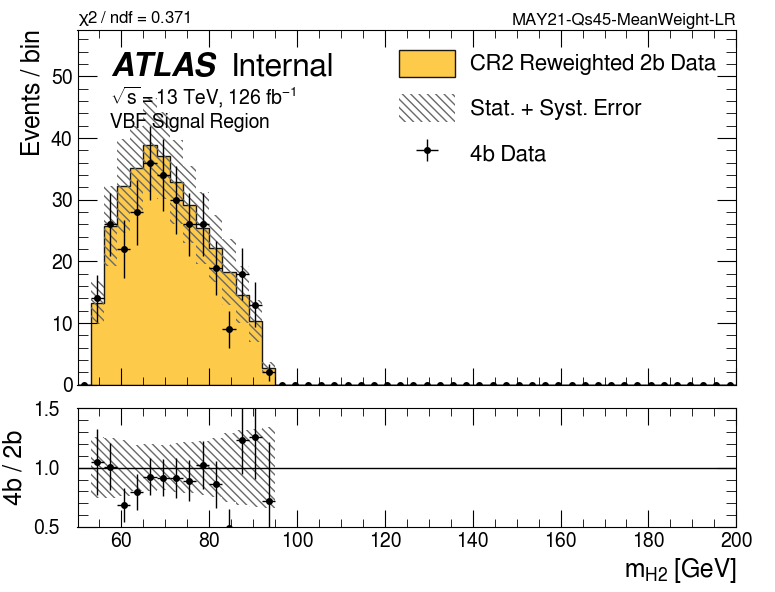 χ2 / ndf = 0.371
MAY21-Qs45-MeanWeight-LR
ATLAS Internal
√s = 13 TeV, 126 fb⁻¹
VBF Signal Region
CR2 Reweighted 2b Data
Stat. + Syst. Error
4b Data
Events / bin
50
40
30
20
10
0
4b / 2b
1.5
1.0
0.5
60 80 100 120 140 160 180 200
mH2 [GeV]